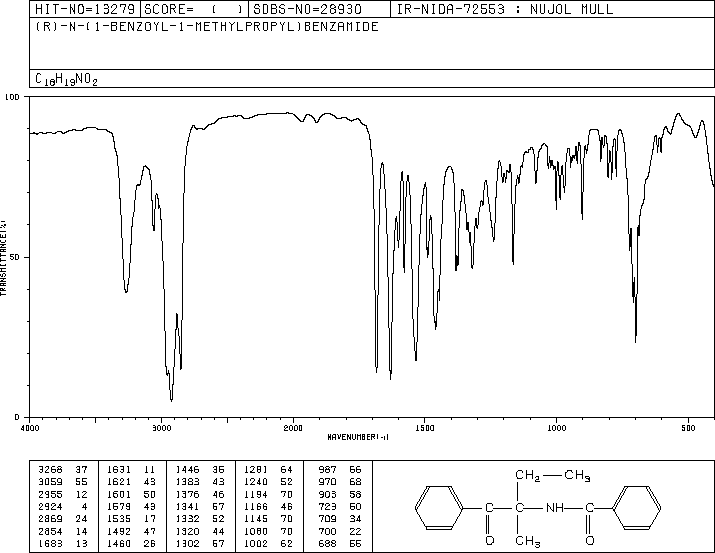 HIT-NO=13279 SCORE= ( ) SDBS-NO=28930 IR-NIDA-72553 : NUJOL MULL
(R)-N-(1-BENZOYL-1-METHYLPROPYL)BENZAMIDE
C18H19NO2
100
50
0
TRANSMITTANCE(%)
4000 3000 2000 1500 1000 500
WAVENUMBER(-1)
3268 37 1631 11 1446 35 1281 64 987 66
3059 55 1621 43 1383 43 1240 52 970 68
2955 12 1601 50 1376 46 1194 70 903 58
2924 4 1579 43 1341 57 1166 46 723 50
2869 24 1535 17 1332 52 1145 70 709 34
2854 14 1492 47 1320 44 1080 70 700 22
1683 13 1460 26 1302 57 1002 62 688 55
CH2 CH3
C C NH C
O CH3 O